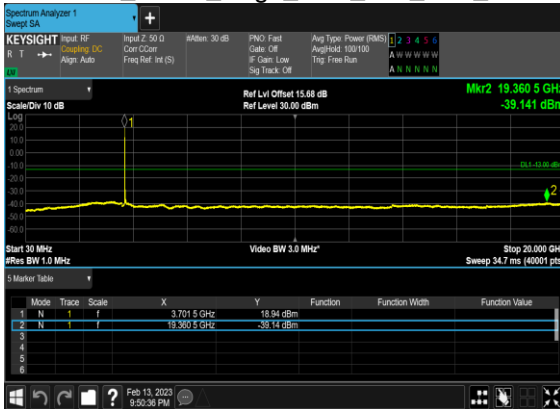 Spectrum Analyzer 1
Swept SA
KEYSIGHT Input: RF Input Z: 50 Ω #Atten: 30 dB PNO: Fast Avg Type: Power (RMS) 1 2 3 4 5 6
R T Coupling: DC Corr CCorr Gate: Off Avg|Hold: 100/100 A W W W W W
Align: Auto Freq Ref: Int (S) IF Gain: Low Trig: Free Run
LXI Sig Track: Off A N N N N N
1 Spectrum Ref Lvl Offset 15.68 dB Mkr2 19.360 5 GHz
Scale/Div 10 dB Ref Level 30.00 dBm -39.141 dBm
Log
20.0
10.0
0.00
-10.0
-20.0
-30.0
-40.0
-50.0
-60.0
1
DL1 -13.00 dBm
2
Start 30 MHz Video BW 3.0 MHz* Stop 20.000 GH
#Res BW 1.0 MHz Sweep 34.7 ms (40001 pts
5 Marker Table
Mode Trace Scale X Y Function Function Width Function Value
1 N 1 f 3.701 5 GHz 18.94 dBm
2 N 1 f 19.360 5 GHz -39.14 dBm
3
4
5
6
? Feb 13, 2023
9:50:36 PM